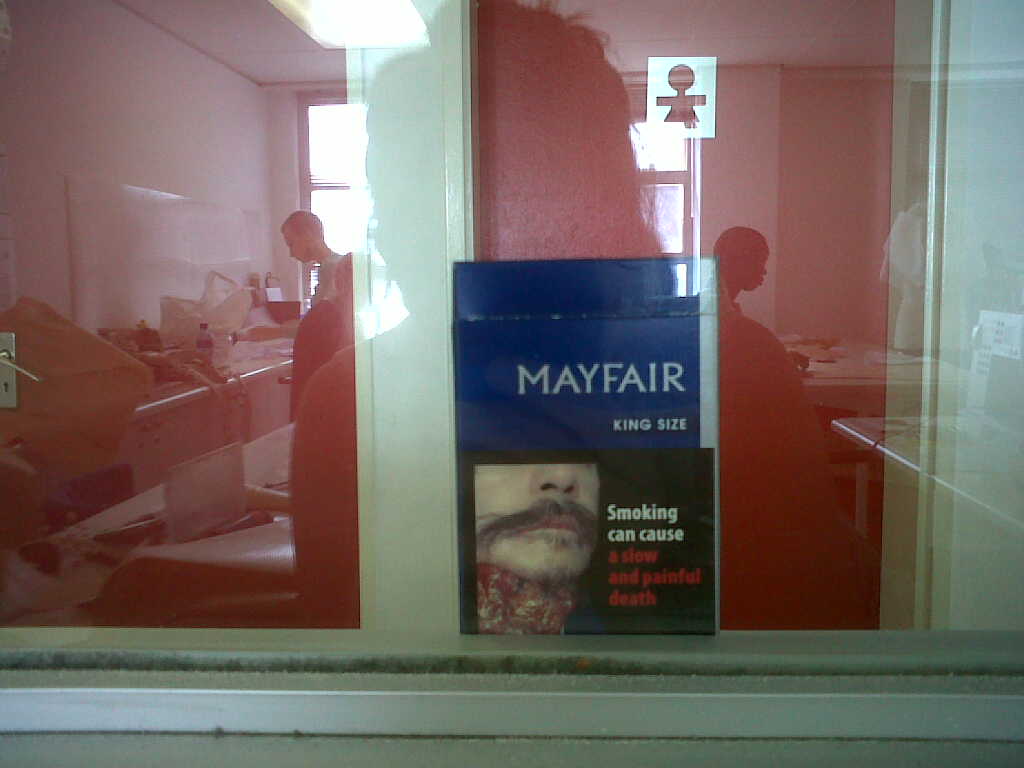 MAYFAIR
KING SIZE
Smoking
can cause
a slow
and painful
death